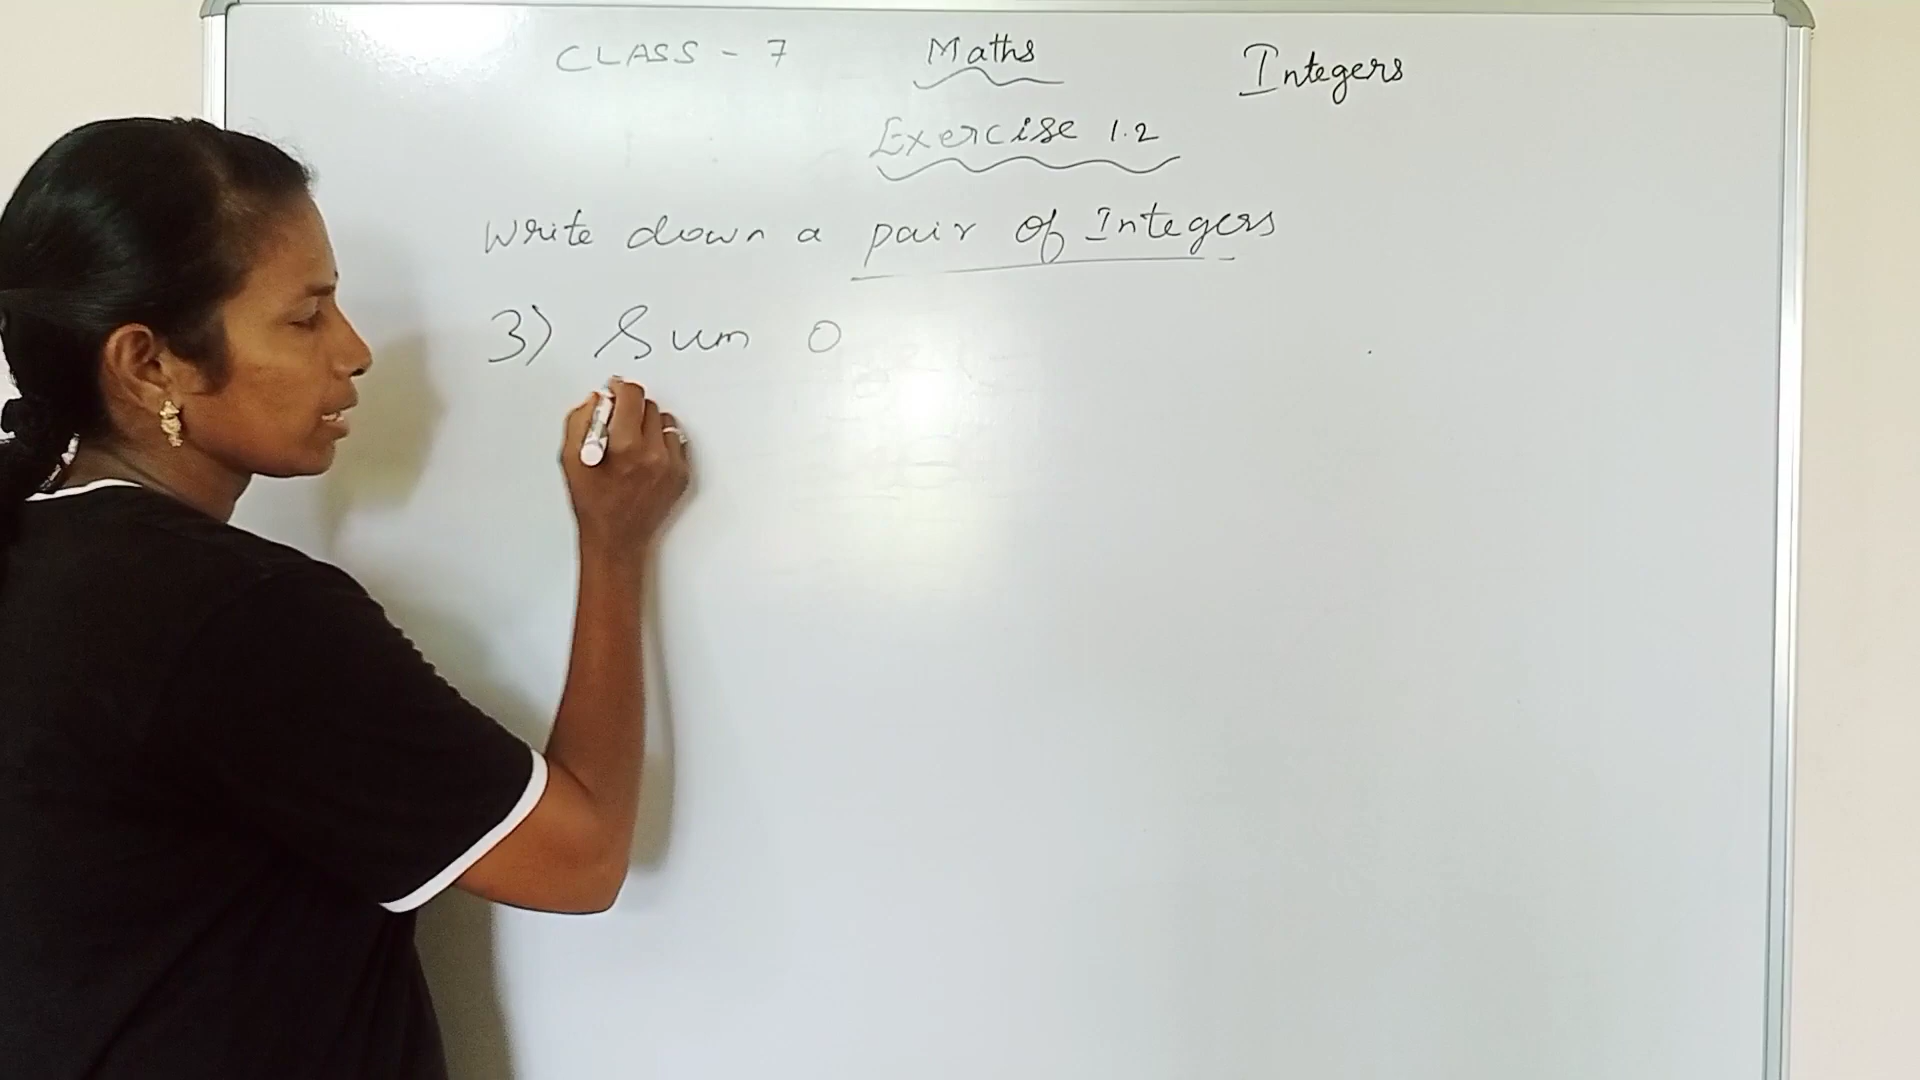 CLASS - 7 Maths Integers
Exercise 1.2
Write down a pair of Integers
3) Sum 0